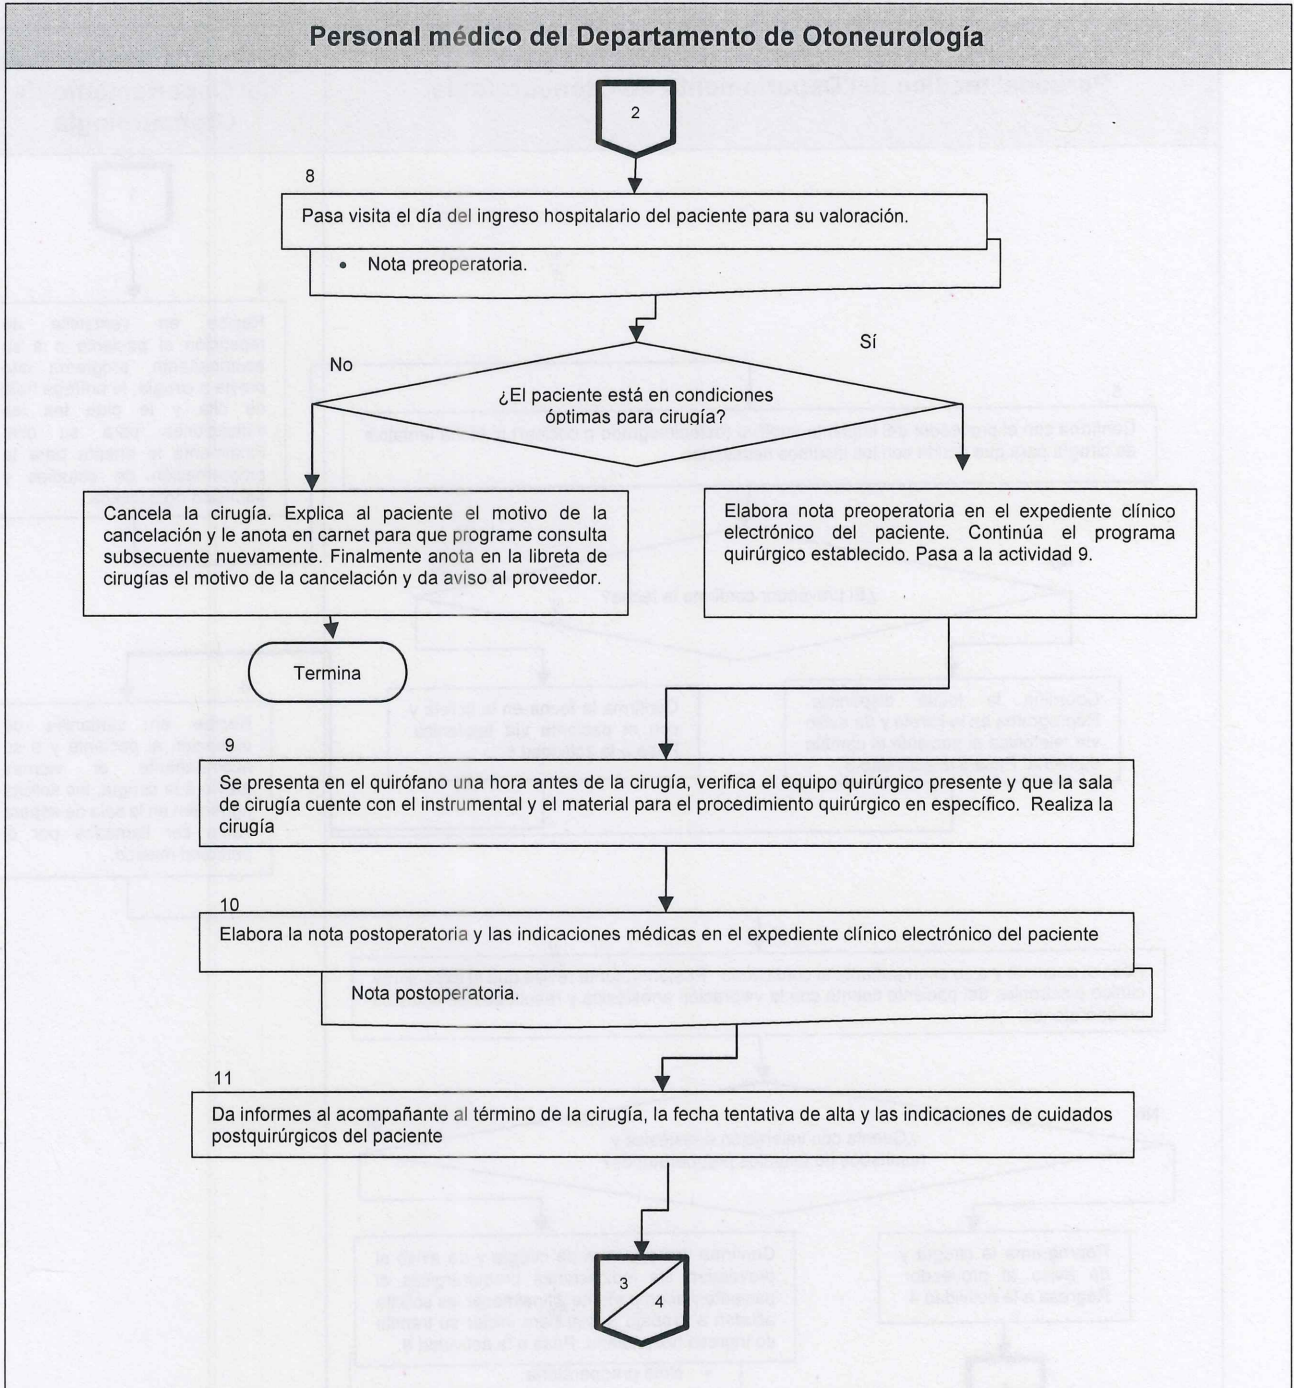 Personal médico del Departamento de Otoneurología
2
8
Pasa visita el día del ingreso hospitalario del paciente para su valoración.
• Nota preoperatoria.
No
Sí
¿El paciente está en condiciones
óptimas para cirugía?
Cancela la cirugía. Explica al paciente el motivo de la
cancelación y le anota en carnet para que programe consulta
subsecuente nuevamente. Finalmente anota en la libreta de
cirugías el motivo de la cancelación y da aviso al proveedor.
Elabora nota preoperatoria en el expediente clínico
electrónico del paciente. Continúa el programa
quirúrgico establecido. Pasa a la actividad 9.
Termina
9
Se presenta en el quirófano una hora antes de la cirugía, verifica el equipo quirúrgico presente y que la sala
de cirugía cuente con el instrumental y el material para el procedimiento quirúrgico en específico. Realiza la
cirugía
10
Elabora la nota postoperatoria y las indicaciones médicas en el expediente clínico electrónico del paciente
Nota postoperatoria.
11
Da informes al acompañante al término de la cirugía, la fecha tentativa de alta y las indicaciones de cuidados
postquirúrgicos del paciente
3
4